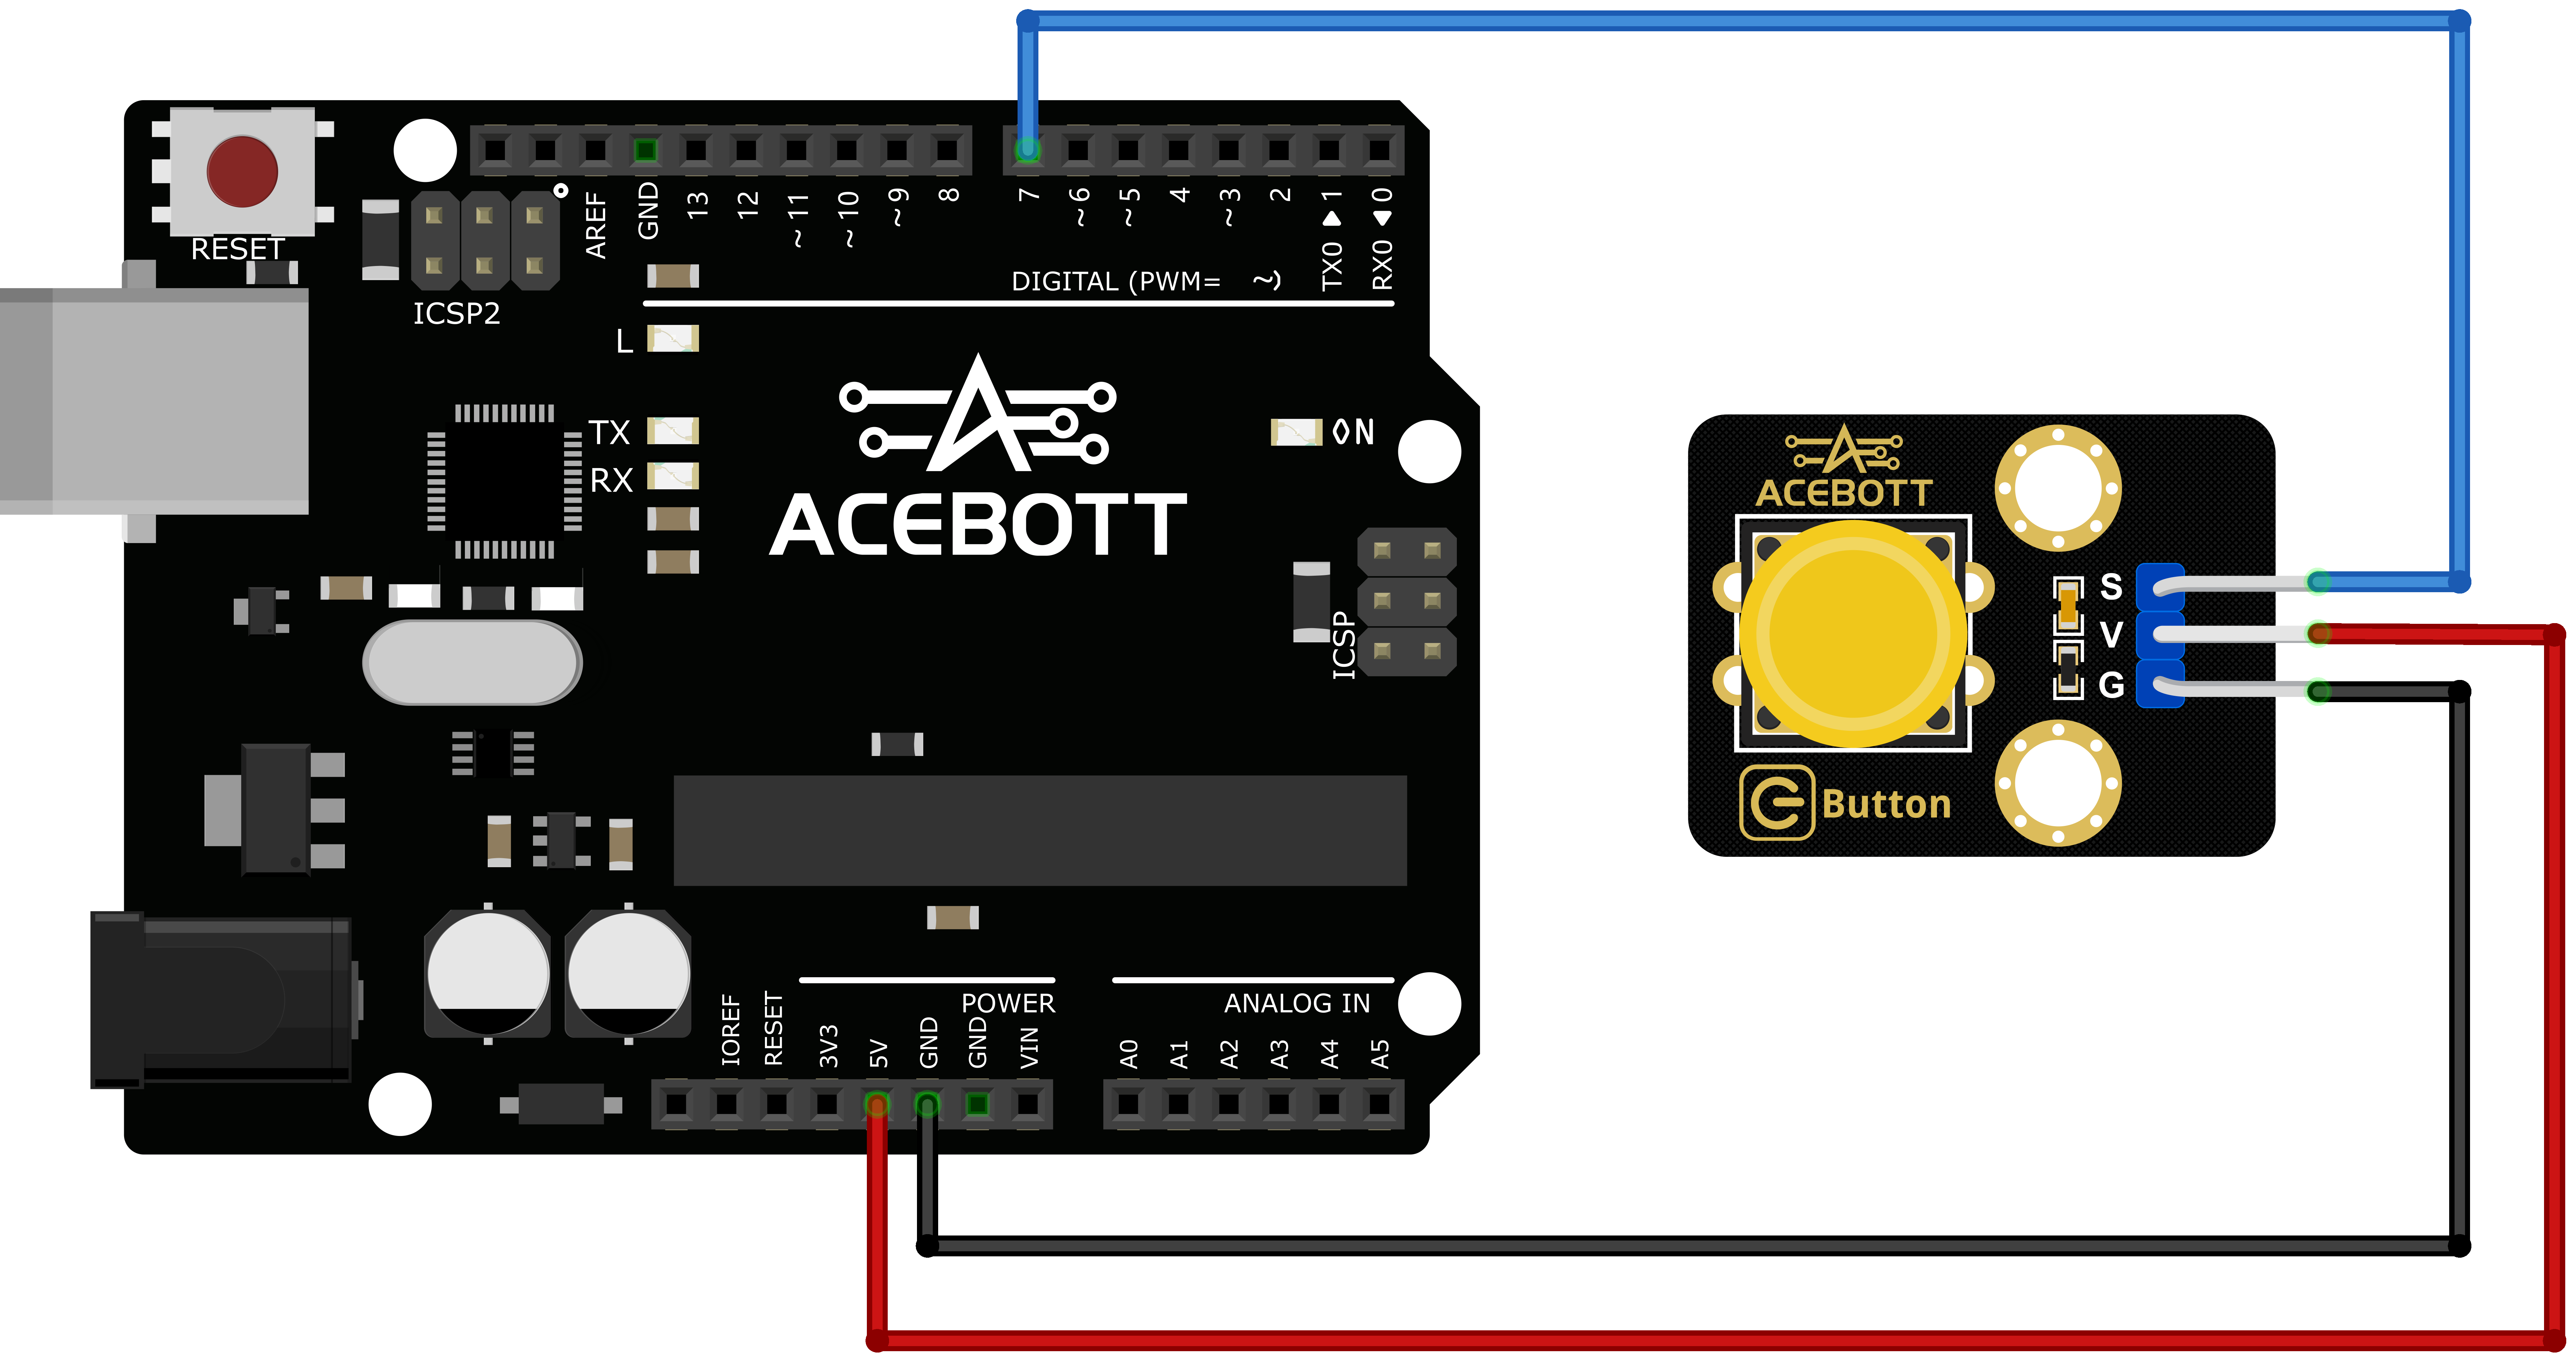 RESET
ICSP2
AREF
GND
13
12
~11
~10
~9
8
7
~6
~5
4
~3
2
TX0 ▶ 1
RX0 ◀ 0
DIGITAL (PWM= ~)
L
TX
RX
ON
ACEBOTT
ICSP
POWER
ANALOG IN
IOREF
RESET
3V3
5V
GND
GND
VIN
A0
A1
A2
A3
A4
A5
ACEBOTT
S
V
G
Button